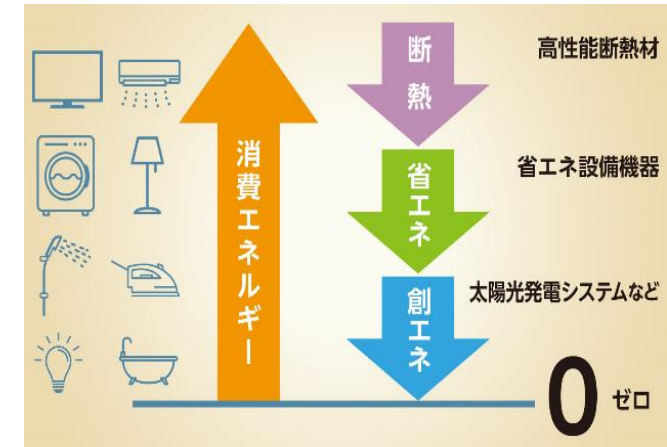 消費エネルギー
断熱
高性能断熱材
省エネ
省エネ設備機器
創エネ
太陽光発電システムなど
0 ゼロ